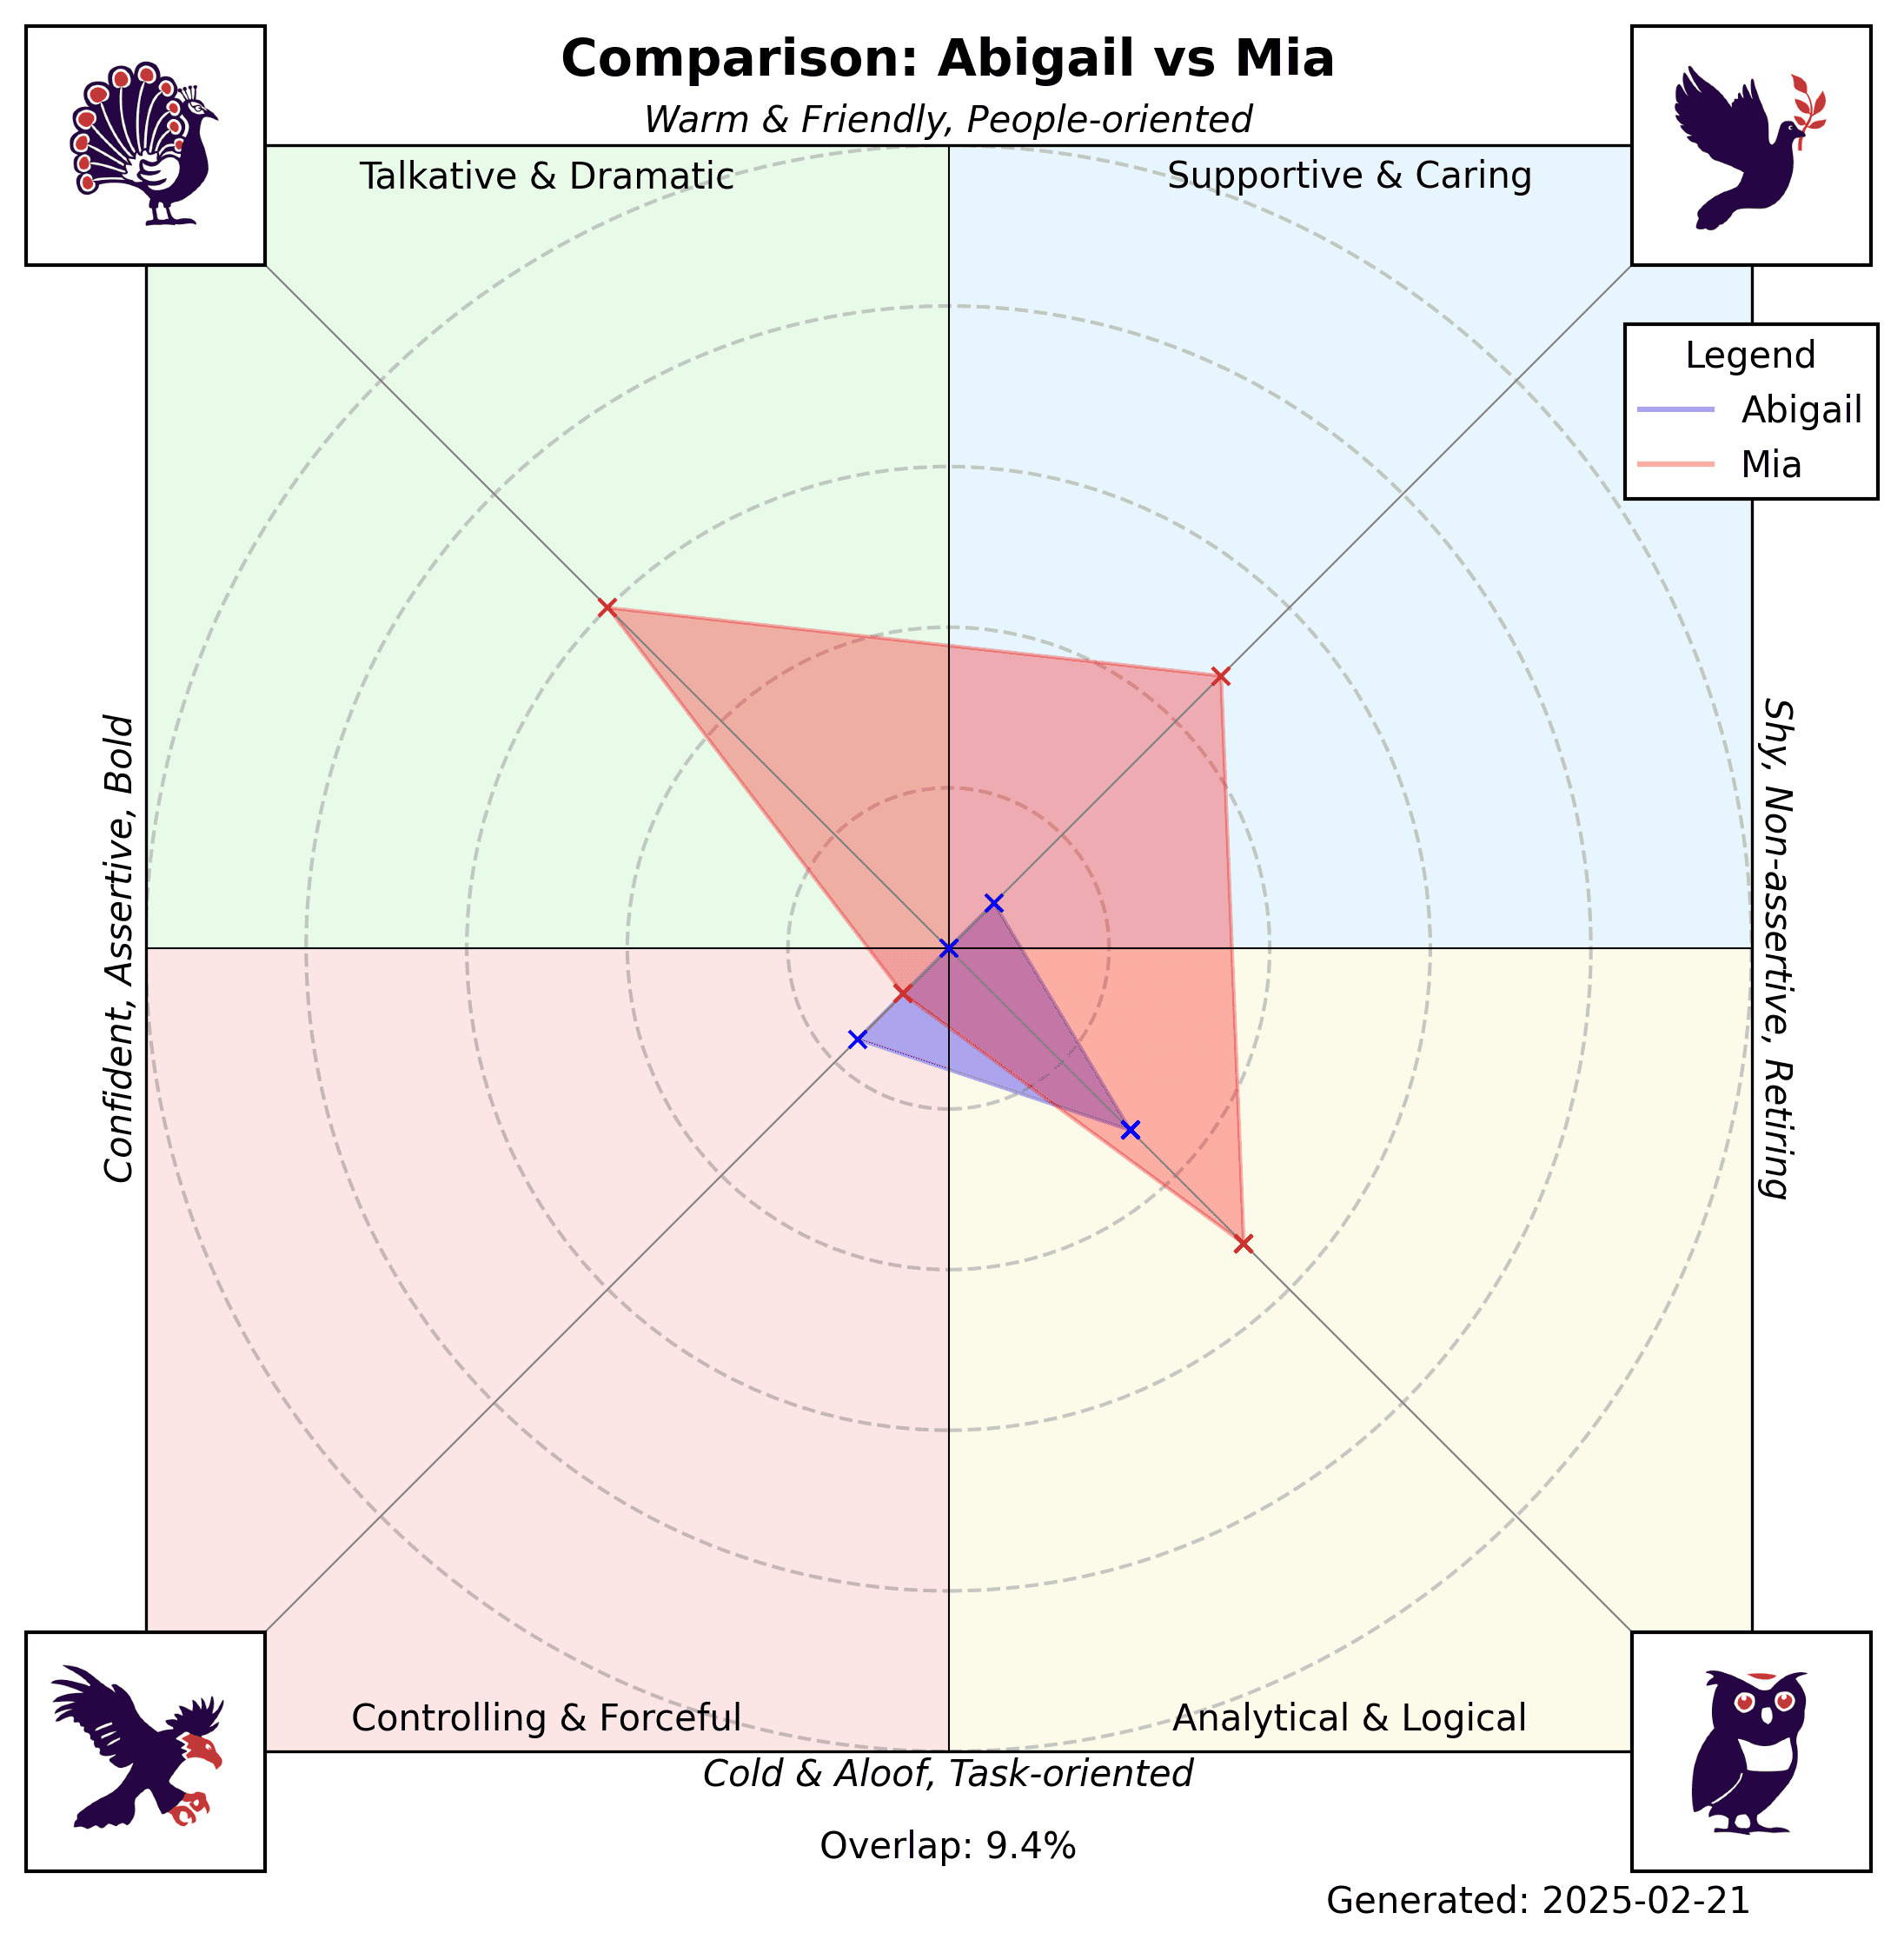 Comparison: Abigail vs Mia
Warm & Friendly, People-oriented
Talkative & Dramatic
Supportive & Caring
Legend
Abigail
Mia
Confident, Assertive, Bold
Shy, Non-assertive, Retiring
Controlling & Forceful
Analytical & Logical
Cold & Aloof, Task-oriented
Overlap: 9.4%
Generated: 2025-02-21